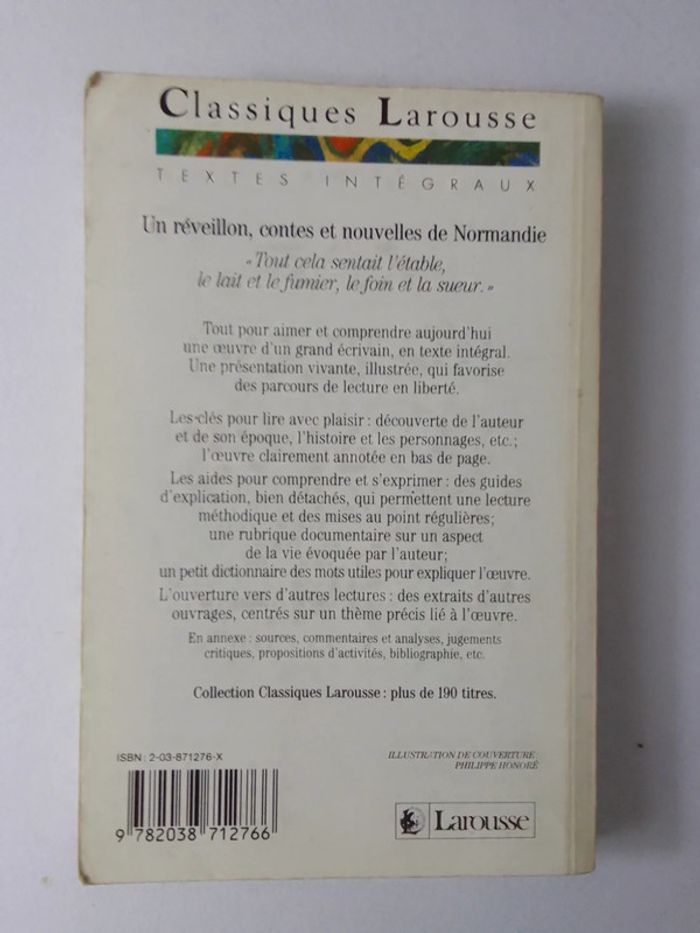 Classiques Larousse
TEXTES INTÉGRAUX
Un réveillon, contes et nouvelles de Normandie
« Tout cela sentait l'étable,
le lait et le fumier, le foin et la sueur. »
Tout pour aimer et comprendre aujourd'hui
une œuvre d'un grand écrivain, en texte intégral.
Une présentation vivante, illustrée, qui favorise
des parcours de lecture en liberté.
Les clés pour lire avec plaisir : découverte de l'auteur
et de son époque, l'histoire et les personnages, etc.;
l'œuvre clairement annotée en bas de page.
Les aides pour comprendre et s'exprimer : des guides
d'explication, bien détachés, qui permettent une lecture
méthodique et des mises au point régulières;
une rubrique documentaire sur un aspect
de la vie évoquée par l'auteur;
un petit dictionnaire des mots utiles pour expliquer l'œuvre.
L'ouverture vers d'autres lectures : des extraits d'autres
ouvrages, centrés sur un thème précis lié à l'œuvre.
En annexe : sources, commentaires et analyses, jugements
critiques, propositions d'activités, bibliographie, etc.
Collection Classiques Larousse : plus de 190 titres.
ISBN : 2-03-871276-X
ILLUSTRATION DE COUVERTURE :
PHILIPPE HONORÉ
9 782038 712766
Larousse